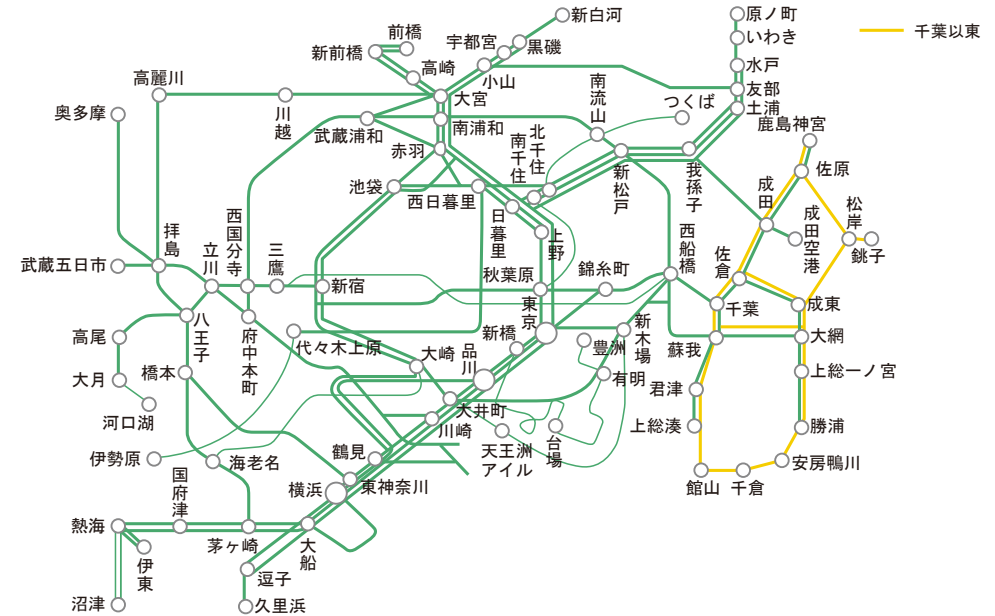 新白河
原ノ町
千葉以東
前橋
いわき
宇都宮
黒磯
新前橋
高崎
小山
水戸
高麗川
大宮
南流山
つくば
友部
土浦
奥多摩
川越
武蔵浦和
南浦和
北千住
南千住
鹿島神宮
赤羽
新松戸
我孫子
佐原
池袋
西日暮里
成田
松岸
拝島
立川
西国分寺
三鷹
日暮里
上野
西船橋
成田空港
銚子
武蔵五日市
新宿
秋葉原
錦糸町
佐倉
東京
千葉
成東
八王子
府中本町
代々木上原
新橋
新木場
高尾
豊洲
蘇我
大網
橋本
大崎
品川
大月
有明
君津
上総一ノ宮
河口湖
大井町
川崎
天王洲
アイル
台場
上総湊
勝浦
伊勢原
海老名
鶴見
安房鴨川
国府津
横浜
東神奈川
館山
千倉
熱海
茅ヶ崎
大船
伊東
逗子
沼津
久里浜